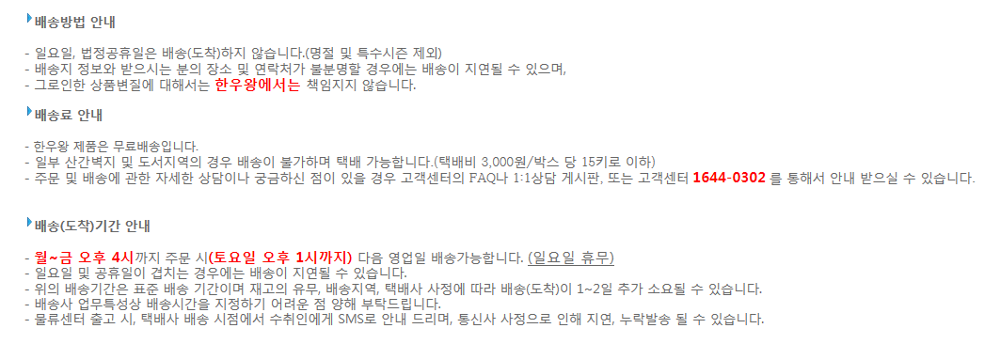 배송방법 안내
- 일요일, 법정공휴일은 배송(도착)하지 않습니다.(명절 및 특수시즌 제외)
- 배송지 정보와 받으시는 분의 장소 및 연락처가 불분명할 경우에는 배송이 지연될 수 있으며,
- 그로인한 상품변질에 대해서는 한우왕에서는 책임지지 않습니다.
배송료 안내
- 한우왕 제품은 무료배송입니다.
- 일부 산간벽지 및 도서지역의 경우 배송이 불가하며 택배 가능합니다.(택배비 3,000원/박스 당 15키로 이하)
- 주문 및 배송에 관한 자세한 상담이나 궁금하신 점이 있을 경우 고객센터의 FAQ나 1:1상담 게시판, 또는 고객센터 1644-0302 를 통해서 안내 받으실 수 있습니다.
배송(도착)기간 안내
- 월~금 오후 4시까지 주문 시(토요일 오후 1시까지) 다음 영업일 배송가능합니다. (일요일 휴무)
- 일요일 및 공휴일이 겹치는 경우에는 배송이 지연될 수 있습니다.
- 위의 배송기간은 표준 배송 기간이며 재고의 유무, 배송지역, 택배사 사정에 따라 배송(도착)이 1~2일 추가 소요될 수 있습니다.
- 배송사 업무특성상 배송시간을 지정하기 어려운 점 양해 부탁드립니다.
- 물류센터 출고 시, 택배사 배송 시점에서 수취인에게 SMS로 안내 드리며, 통신사 사정으로 인해 지연, 누락발송 될 수 있습니다.